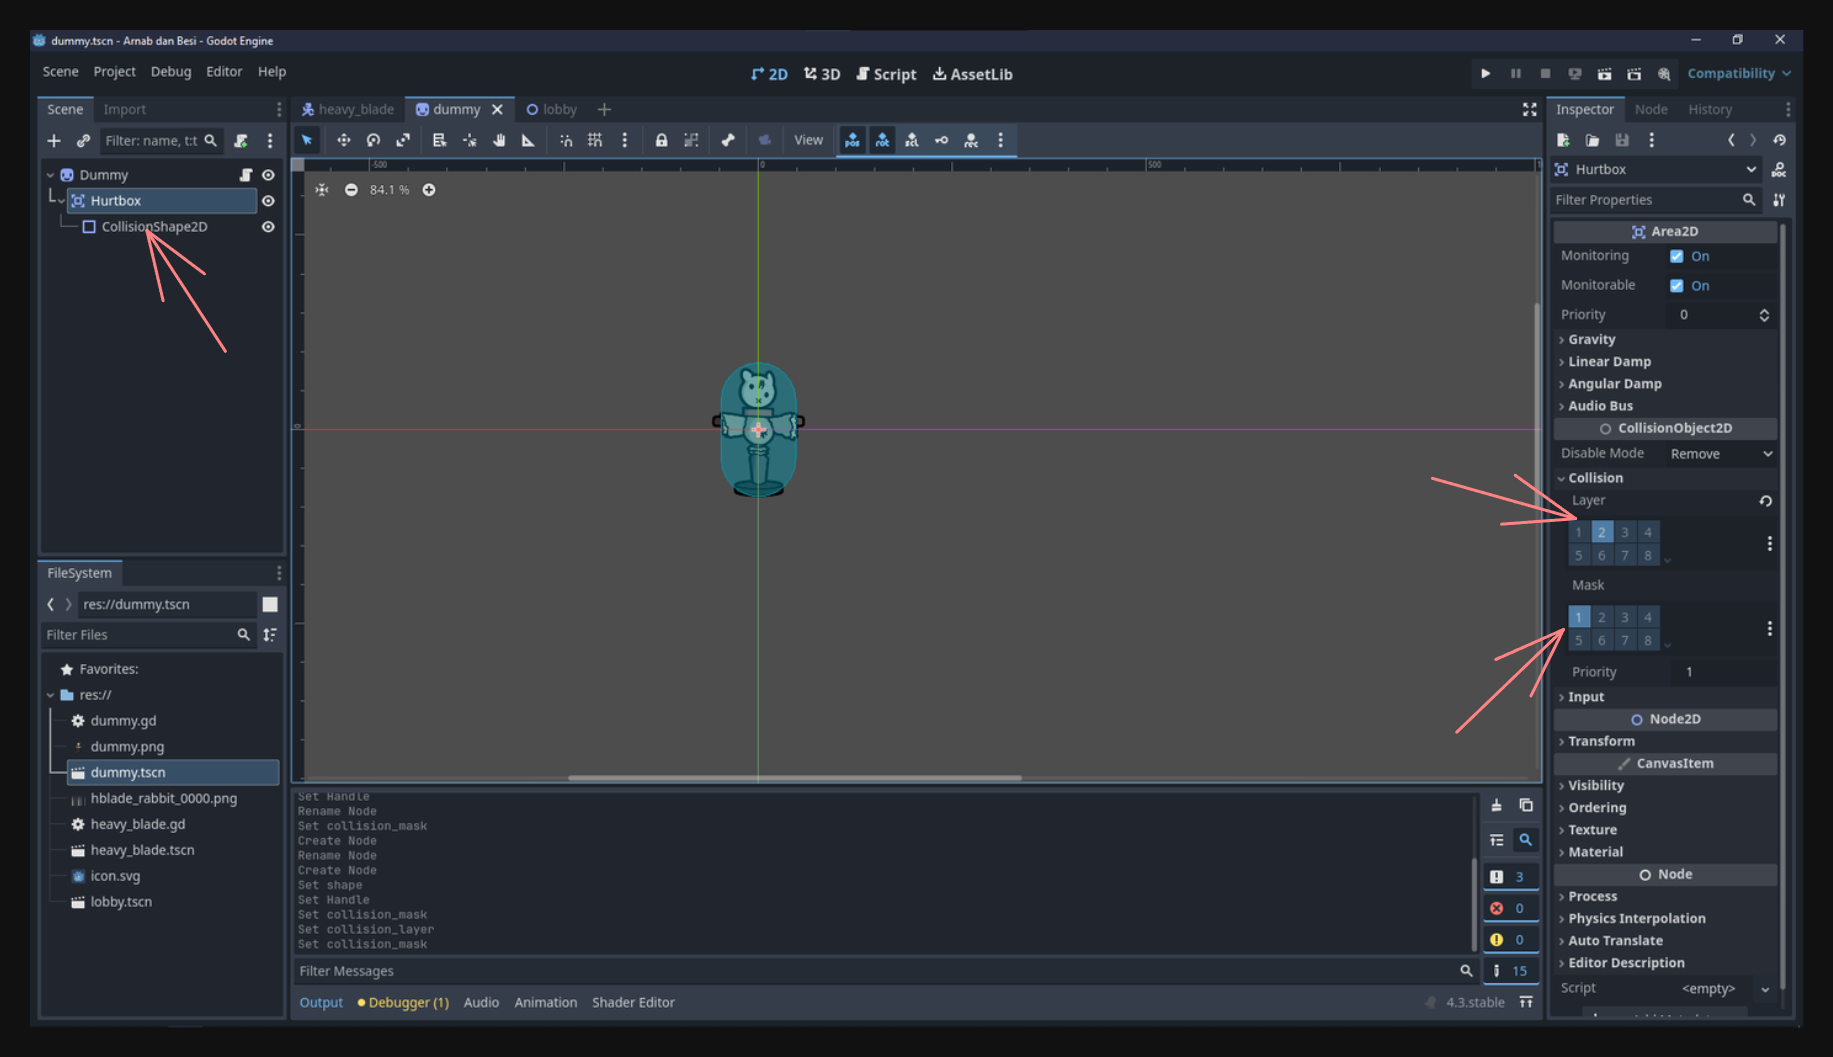 dummy.tscn - Arnab dan Besi - Godot Engine
Scene Project Debug Editor Help
2D 3D Script AssetLib
Compatibility
Scene Import
heavy_blade dummy lobby
Inspector Node History
Filter: name, t:t
View
Dummy
Hurtbox
CollisionShape2D
-500 0 500
84.1 %
0
Hurtbox
Filter Properties
Area2D
Monitoring On
Monitorable On
Priority 0
Gravity
Linear Damp
Angular Damp
Audio Bus
CollisionObject2D
Disable Mode Remove
Collision
Layer
1 2 3 4
5 6 7 8
Mask
1 2 3 4
5 6 7 8
Priority 1
Input
Node2D
Transform
CanvasItem
Visibility
Ordering
Texture
Material
Node
Process
Physics Interpolation
Auto Translate
Editor Description
Script <empty>
FileSystem
res://dummy.tscn
Filter Files
Favorites:
res://
dummy.gd
dummy.png
dummy.tscn
hblade_rabbit_0000.png
heavy_blade.gd
heavy_blade.tscn
icon.svg
lobby.tscn
Set Handle
Rename Node
Set collision_mask
Create Node
Rename Node
Create Node
Set shape
Set Handle
Set collision_mask
Set collision_layer
Set collision_mask
3
0
0
15
Filter Messages
Output Debugger (1) Audio Animation Shader Editor
4.3.stable